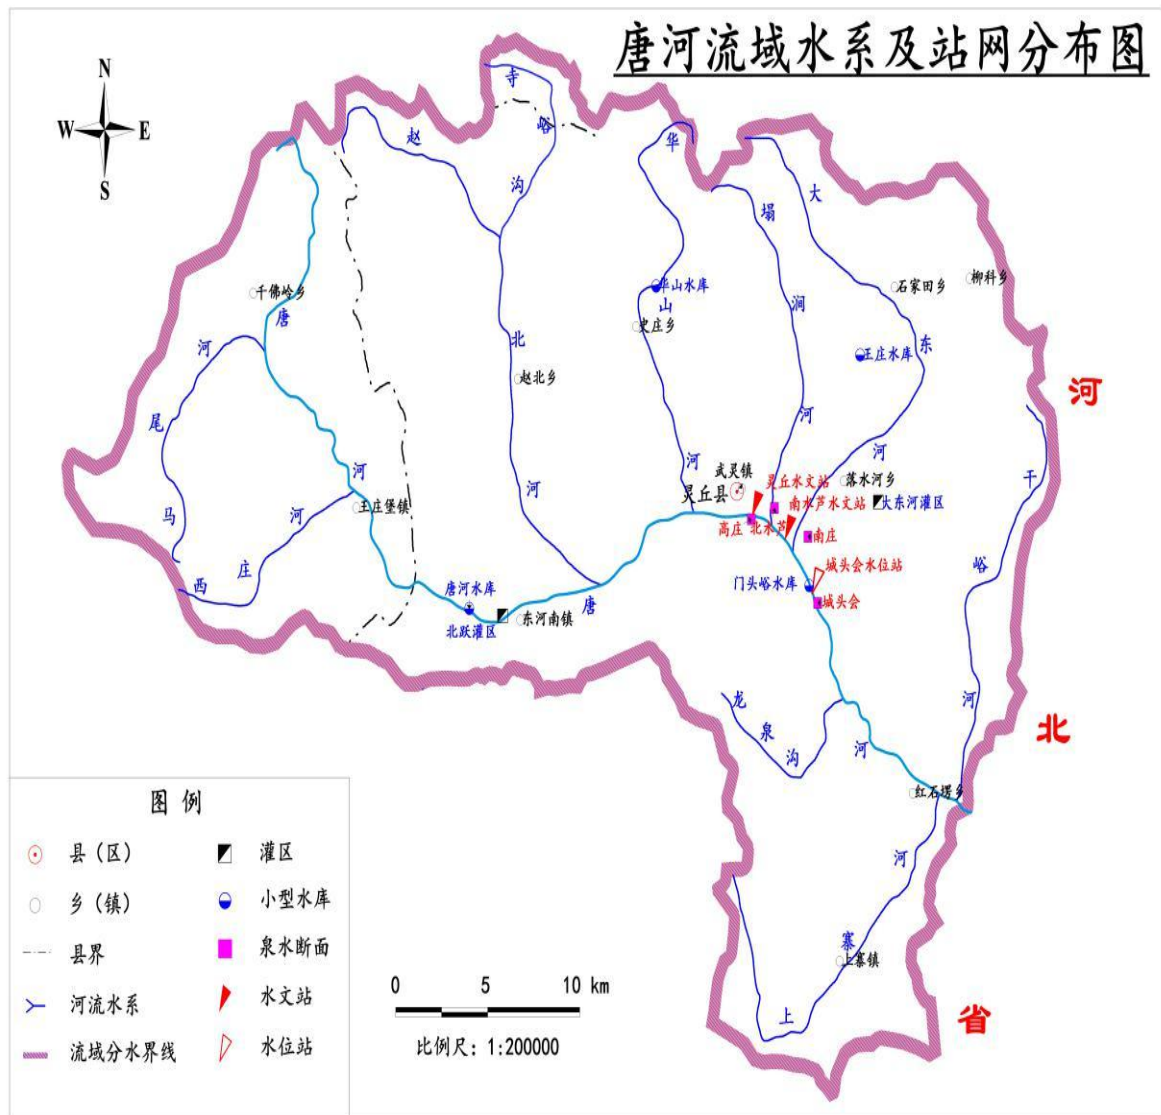 唐河流域水系及站网分布图
N
W
E
S
寺
峪
沟
赵
北
河
华
山
河
塌
涧
河
大
东
河
千佛岭乡
唐
河
尾
马
王庄堡镇
河
庄
西
河
赵北乡
华山水库
史庄乡
石家田乡
柳科乡
王庄水库
武灵镇
灵丘县
灵丘水文站
南水芦水文站
落水河乡
大东河灌区
高庄
北水芦
南庄
城头会水位站
门头峪水库
城头会
唐河水库
北跃灌区
东河南镇
唐
河
干
峪
河
龙
泉
沟
红石塄乡
河
寨
上寨镇
上
河
北
省
图 例
县（区）
灌区
乡（镇）
小型水库
县界
泉水断面
河流水系
水文站
流域分水界线
水位站
0 5 10 km
比例尺：1:200000